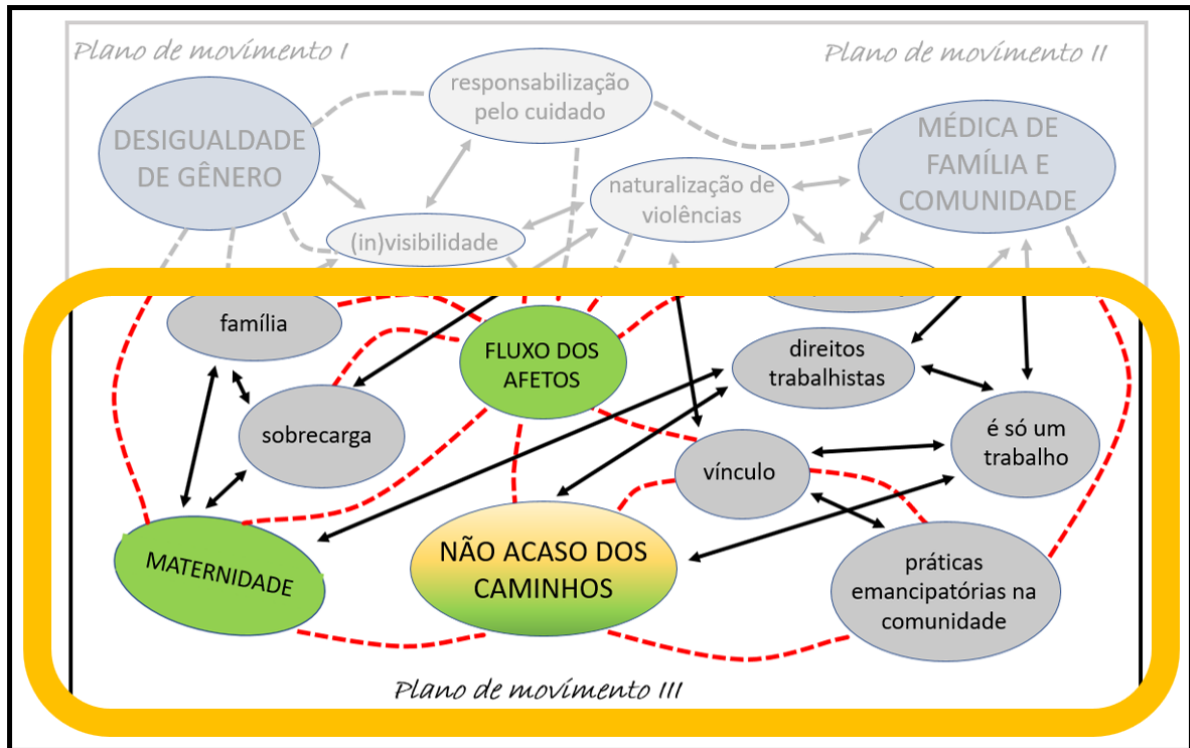 Plano de movimento I
Plano de movimento II
responsabilização
pelo cuidado
DESIGUALDADE
DE GÊNERO
MÉDICA DE
FAMÍLIA E
COMUNIDADE
naturalização de
violências
(in)visibilidade
família
FLUXO DOS
AFETOS
direitos
trabalhistas
sobrecarga
é só um
trabalho
vínculo
MATERNIDADE
NÃO ACASO DOS
CAMINHOS
práticas
emancipatórias na
comunidade
Plano de movimento III